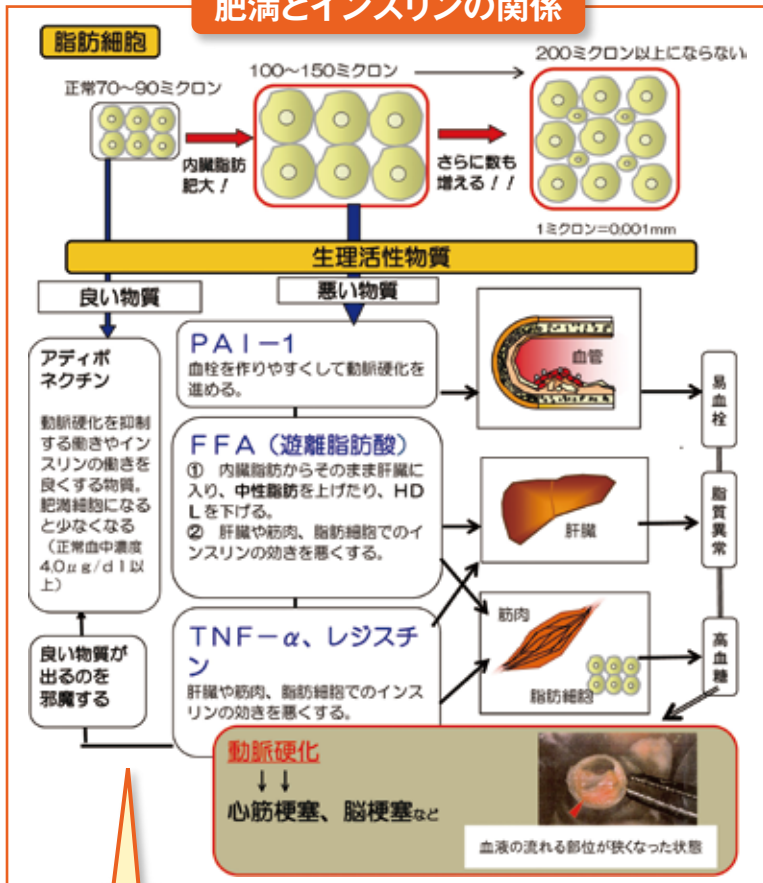 肥満とインスリンの関係
脂肪細胞
正常70～90ミクロン
100～150ミクロン
200ミクロン以上にならない
内臓脂肪
肥大！
さらに数も
増える！！
1ミクロン=0.001mm
生理活性物質
良い物質
悪い物質
アディポ
ネクチン
動脈硬化を抑制
する働きやイン
スリンの働きを
良くする物質。
肥満細胞になる
と少なくなる
（正常血中濃度
4.0μg/dl以
上）
良い物質が
出るのを
邪魔する
PAI-1
血栓を作りやすくして動脈硬化を
進める。
FFA（遊離脂肪酸）
① 内臓脂肪からそのまま肝臓に
入り、中性脂肪を上げたり、HD
Lを下げる。
② 肝臓や筋肉、脂肪細胞でのイ
ンスリンの効きを悪くする。
TNF-α、レジスチ
ン
肝臓や筋肉、脂肪細胞でのインス
リンの効きを悪くする。
血管
肝臓
筋肉
脂肪細胞
易血栓
脂質異常
高血糖
動脈硬化
↓↓
心筋梗塞、脳梗塞など
血液の流れる部位が狭くなった状態